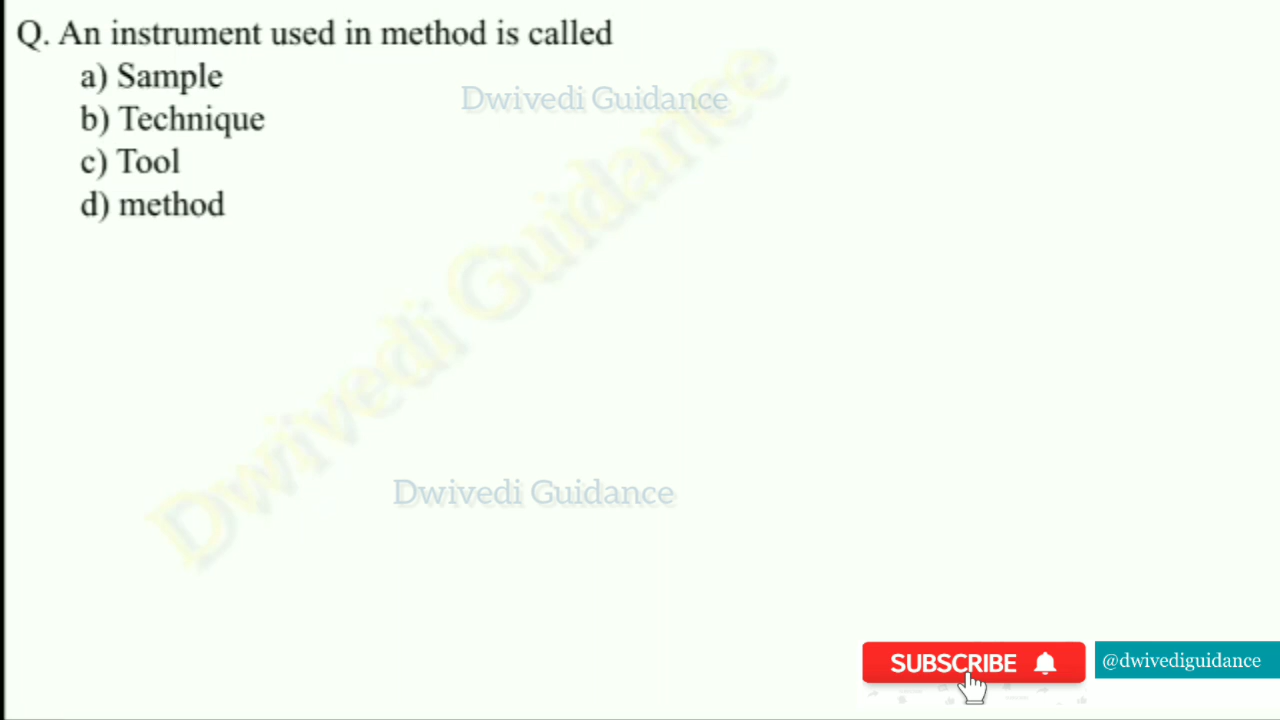 Q. An instrument used in method is called
a) Sample
Dwivedi Guidance
b) Technique
c) Tool
d) method
Dwivedi Guidance
Dwivedi Guidance
SUBSCRIBE
@dwivediguidance